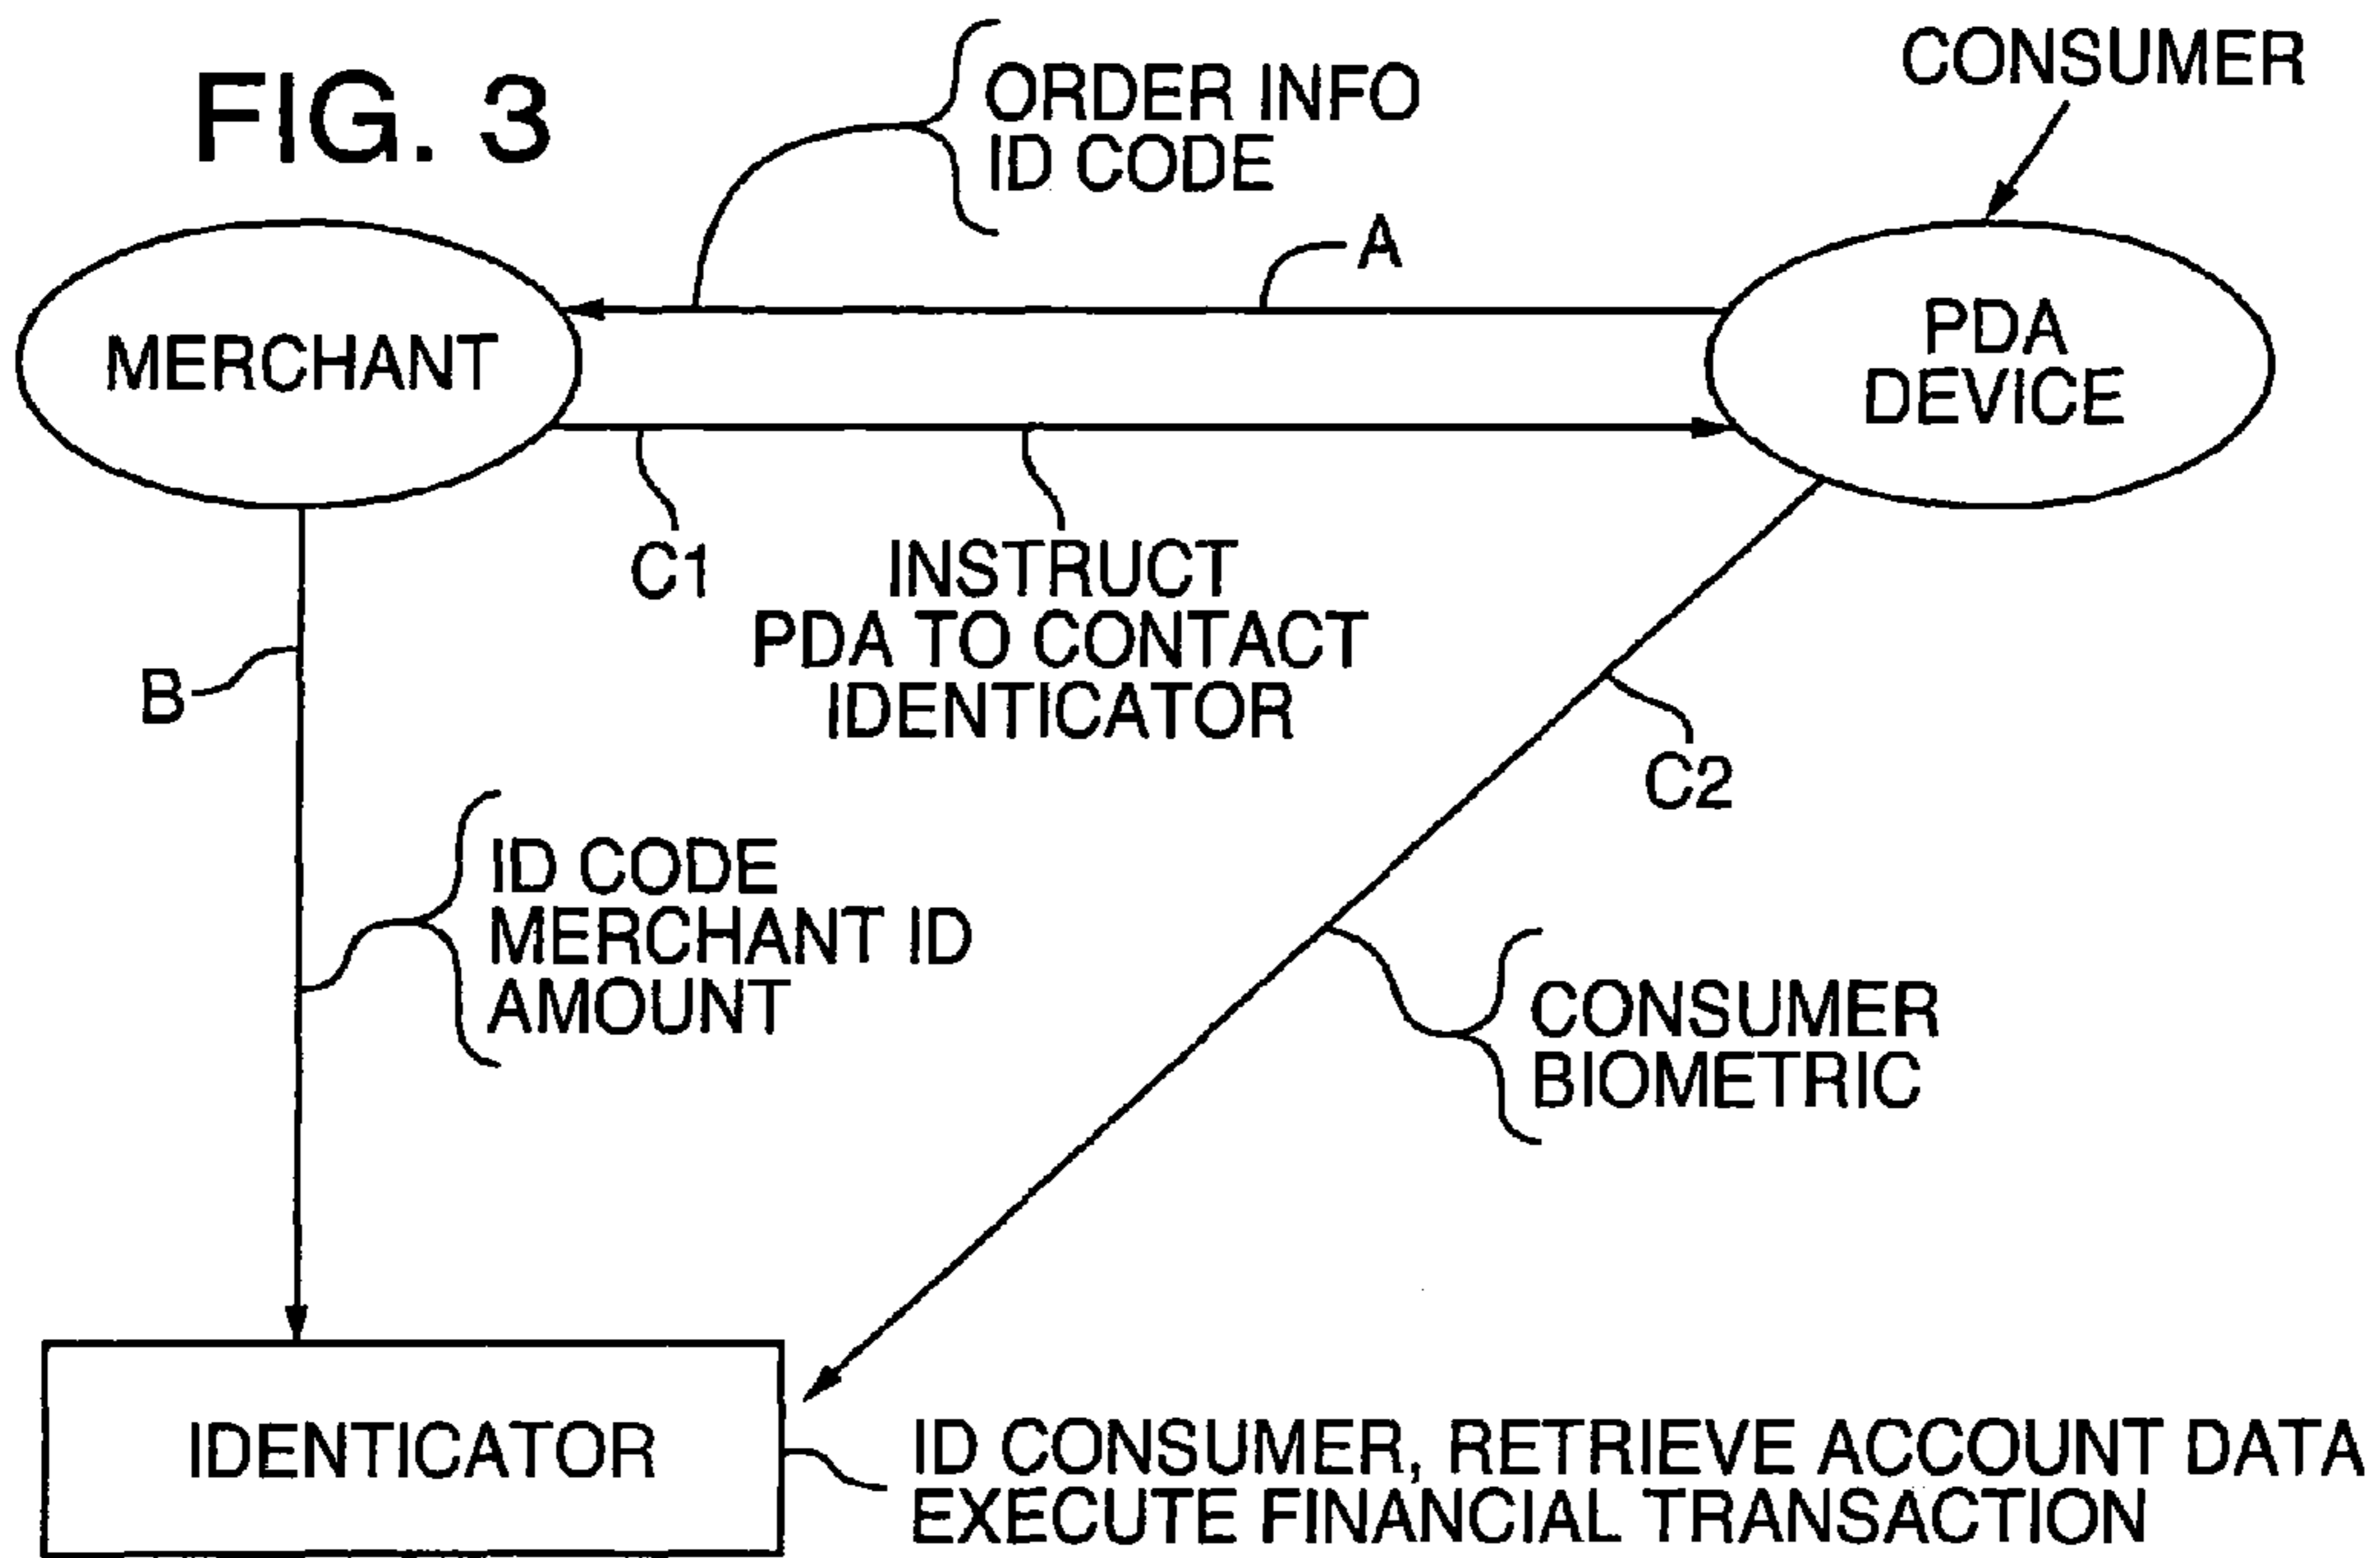 FIG. 3
ORDER INFO
ID CODE
CONSUMER
A
MERCHANT
PDA
DEVICE
C1
INSTRUCT
PDA TO CONTACT
IDENTICATOR
B
C2
ID CODE
MERCHANT ID
AMOUNT
CONSUMER
BIOMETRIC
IDENTICATOR
ID CONSUMER, RETRIEVE ACCOUNT DATA
EXECUTE FINANCIAL TRANSACTION